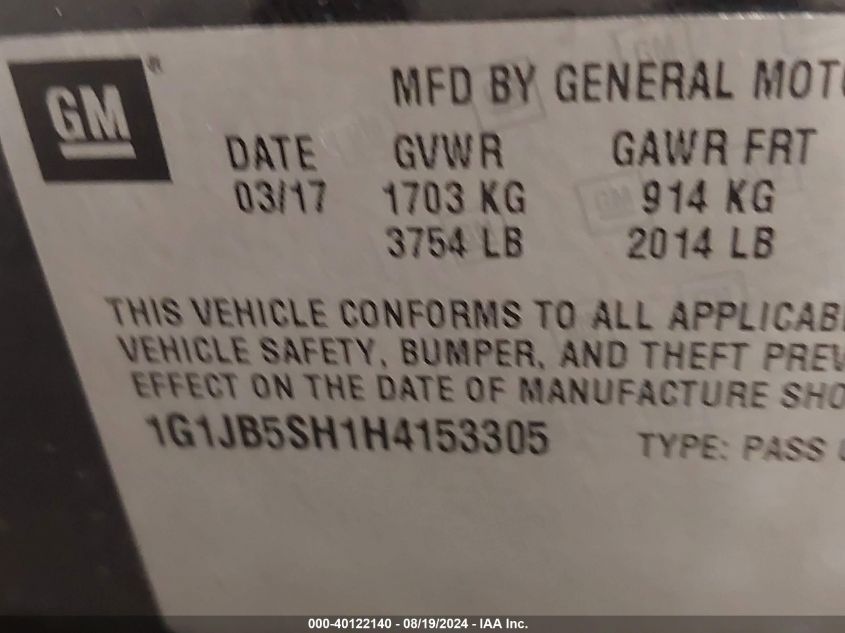 GM®
MFD BY GENERAL MOTO
DATE GVWR GAWR FRT
03/17 1703 KG 914 KG
3754 LB 2014 LB
THIS VEHICLE CONFORMS TO ALL APPLICABL
VEHICLE SAFETY, BUMPER, AND THEFT PREV
EFFECT ON THE DATE OF MANUFACTURE SHO
1G1JB5SH1H4153305 TYPE: PASS C
000-40122140 - 08/19/2024 - IAA Inc.